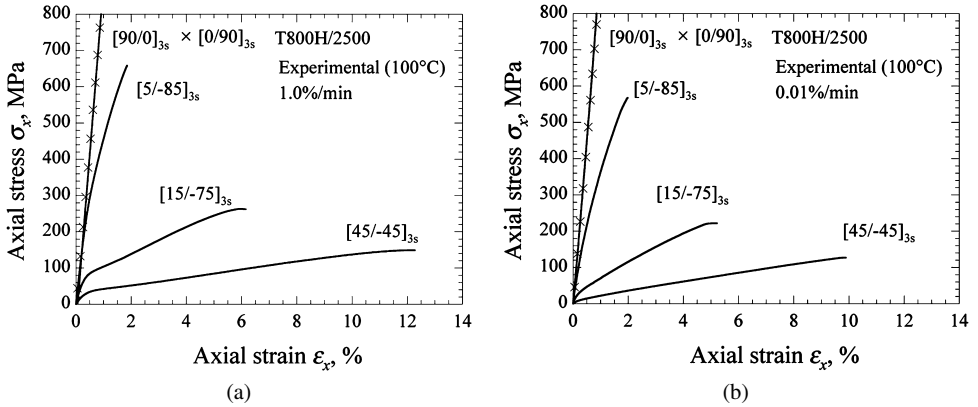 800
[90/0]3s × [0/90]3s T800H/2500
700
Experimental (100°C)
[5/-85]3s
1.0%/min
600
500
400
300
[15/-75]3s
200
[45/-45]3s
100
0
0 2 4 6 8 10 12 14
Axial stress σx, MPa
Axial strain εx, %
(a)
800
[90/0]3s × [0/90]3s T800H/2500
700
Experimental (100°C)
[5/-85]3s
0.01%/min
600
500
400
300
[15/-75]3s
200
[45/-45]3s
100
0
0 2 4 6 8 10 12 14
Axial stress σx, MPa
Axial strain εx, %
(b)